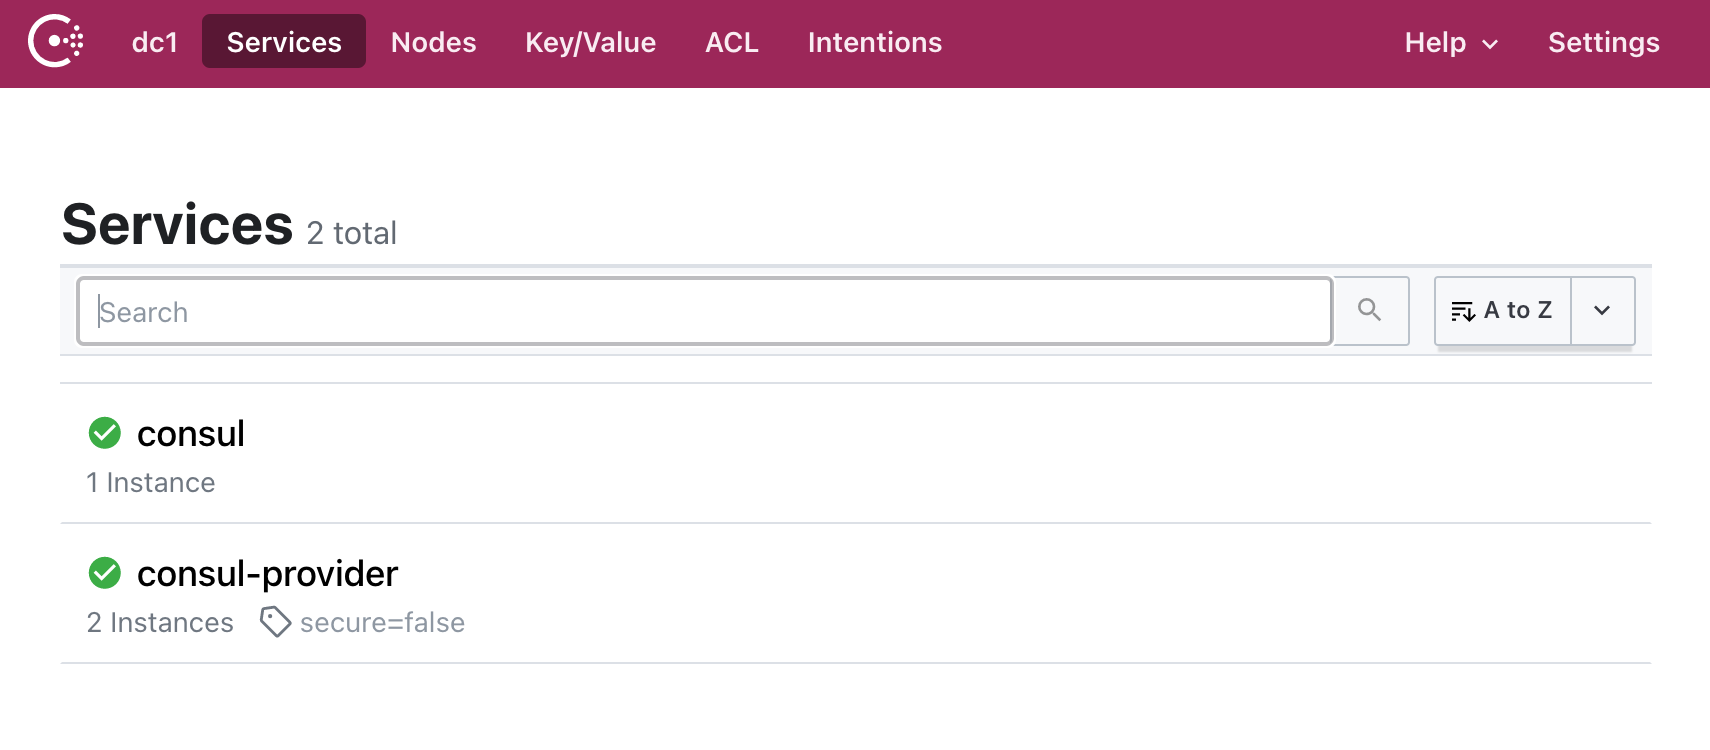 dc1 Services Nodes Key/Value ACL Intentions Help Settings
Services 2 total
Search A to Z
consul
1 Instance
consul-provider
2 Instances secure=false